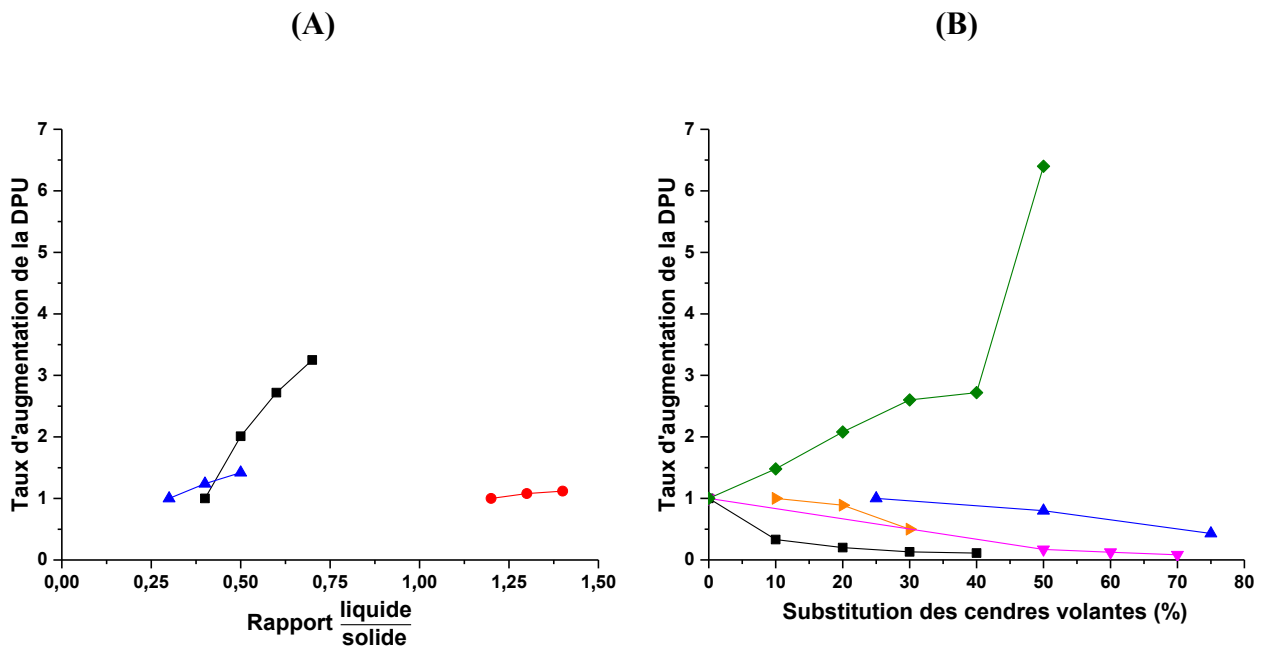 (A)
(B)
Taux d'augmentation de la DPU
7
6
5
4
3
2
1
0
0,00 0,25 0,50 0,75 1,00 1,25 1,50
Rapport liquide
solide
Taux d'augmentation de la DPU
7
6
5
4
3
2
1
0
0 10 20 30 40 50 60 70 80
Substitution des cendres volantes (%)